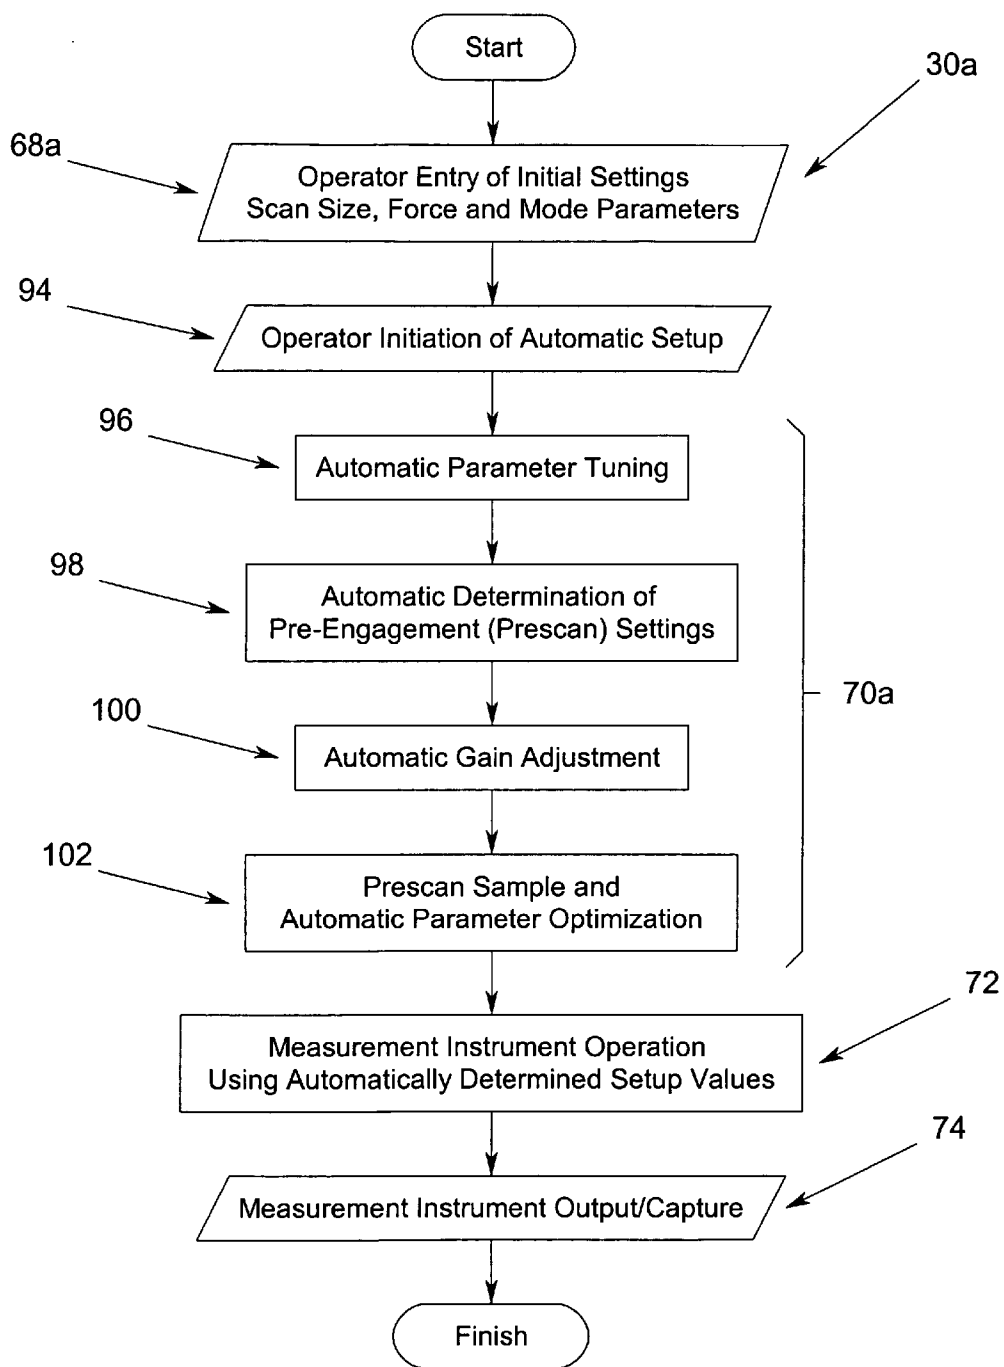 Start
30a
68a
Operator Entry of Initial Settings
Scan Size, Force and Mode Parameters
94
Operator Initiation of Automatic Setup
96
Automatic Parameter Tuning
98
Automatic Determination of
Pre-Engagement (Prescan) Settings
70a
100
Automatic Gain Adjustment
102
Prescan Sample and
Automatic Parameter Optimization
72
Measurement Instrument Operation
Using Automatically Determined Setup Values
74
Measurement Instrument Output/Capture
Finish